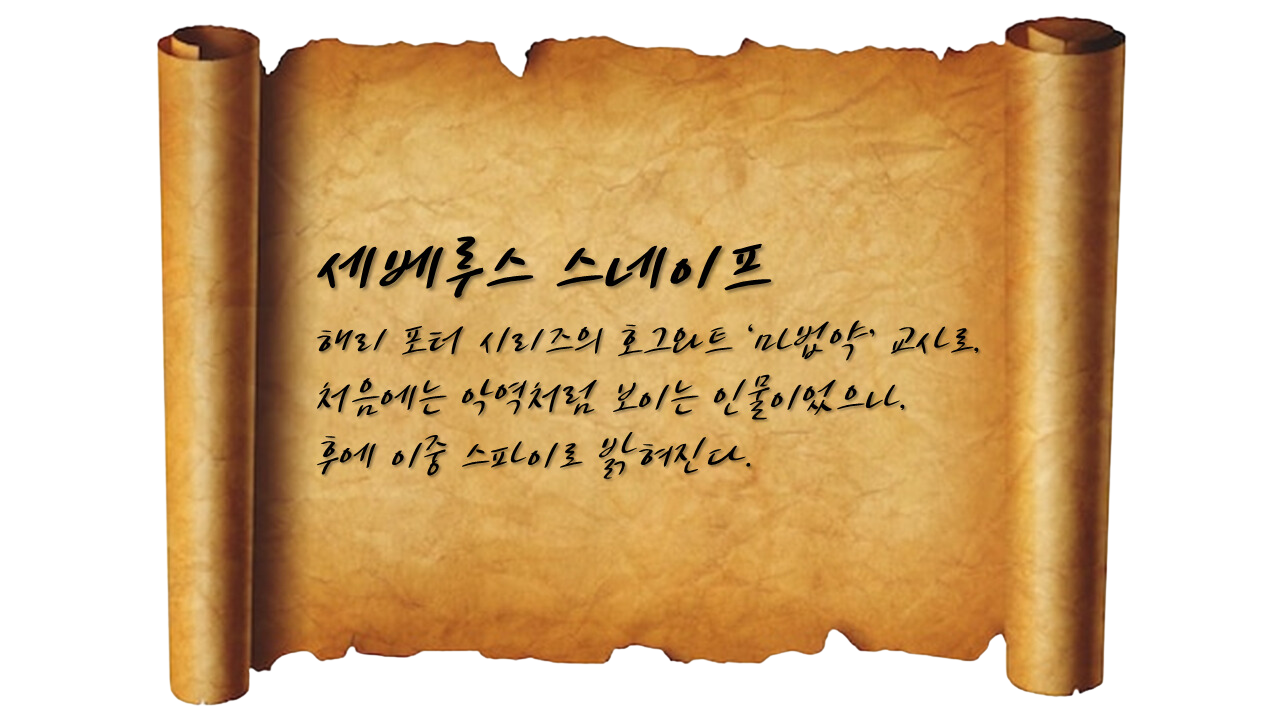 세베루스 스네이프
해리 포터 시리즈의 호그와트 ‘마법약’ 교사로,
처음에는 악역처럼 보이는 인물이었으나,
후에 이중 스파이로 밝혀진다.